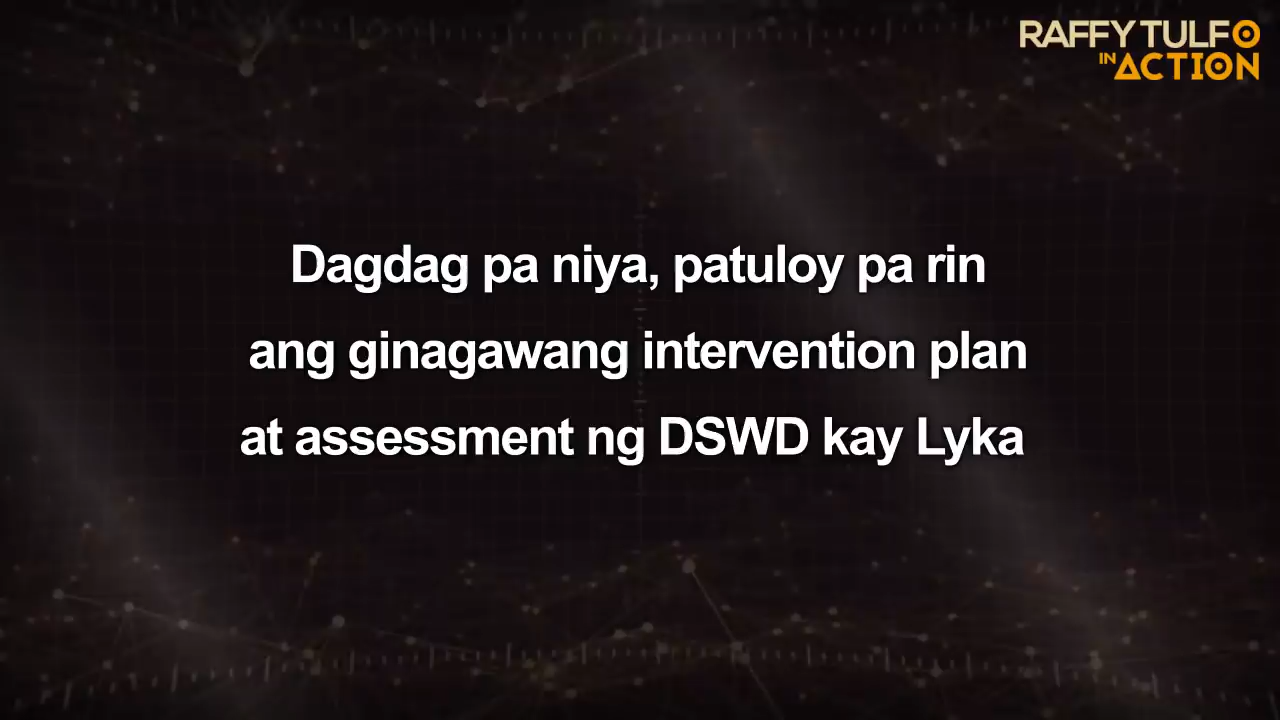 RAFFY TULFO
IN ACTION
Dagdag pa niya, patuloy pa rin
ang ginagawang intervention plan
at assessment ng DSWD kay Lyka